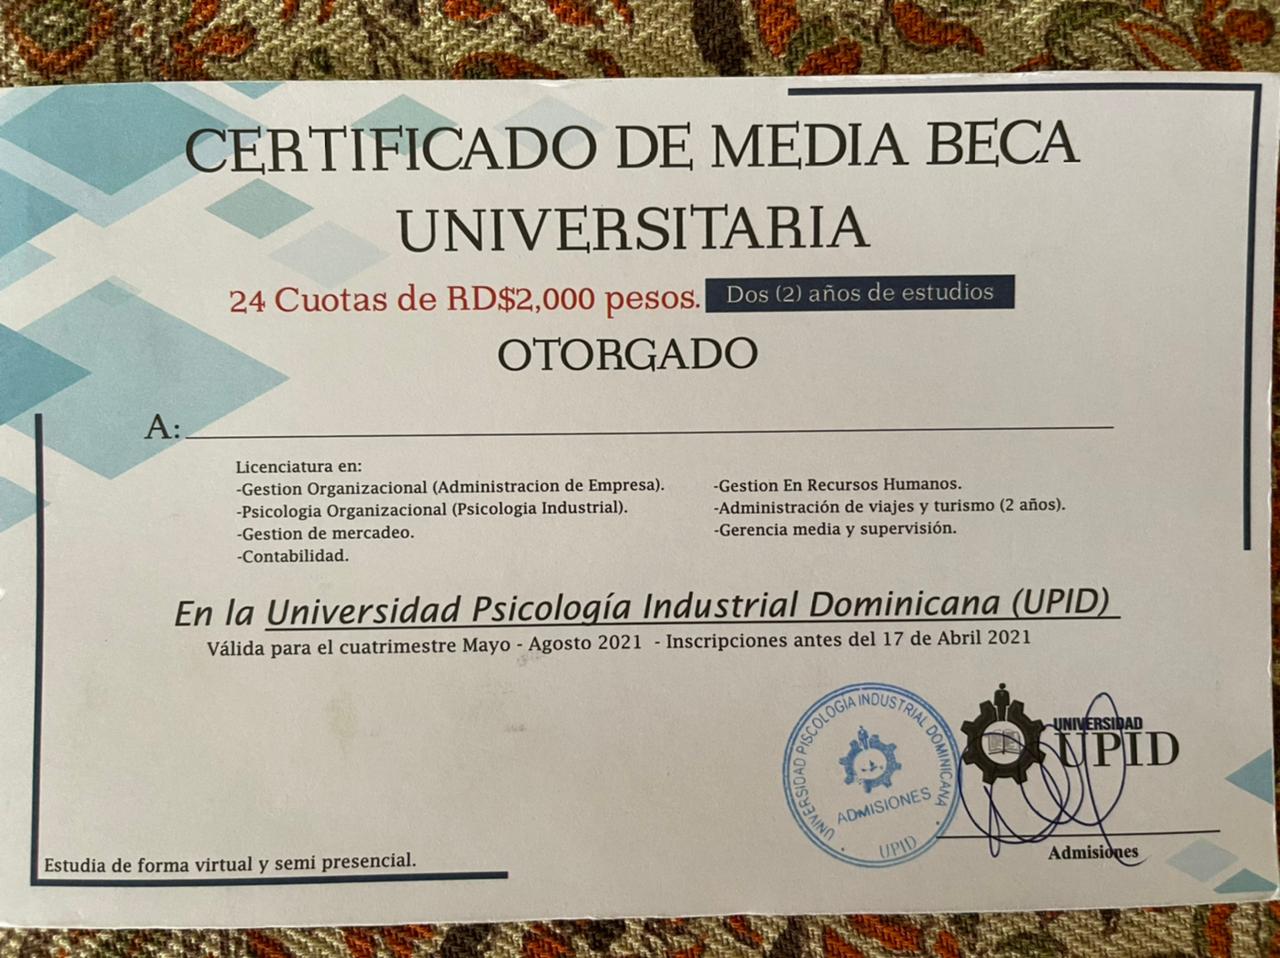 CERTIFICADO DE MEDIA BECA
UNIVERSITARIA
24 Cuotas de RD$2,000 pesos. Dos (2) años de estudios
OTORGADO
A:
Licenciatura en:
-Gestion Organizacional (Administracion de Empresa).
-Psicologia Organizacional (Psicologia Industrial).
-Gestion de mercadeo.
-Contabilidad.
-Gestion En Recursos Humanos.
-Administración de viajes y turismo (2 años).
-Gerencia media y supervisión.
En la Universidad Psicología Industrial Dominicana (UPID)
Válida para el cuatrimestre Mayo - Agosto 2021 - Inscripciones antes del 17 de Abril 2021
UNIVERSIDAD PISCOLOGIA INDUSTRIAL DOMINICANA
ADMISIONES
UPID
UNIVERSIDAD
UPID
Admisiones
Estudia de forma virtual y semi presencial.